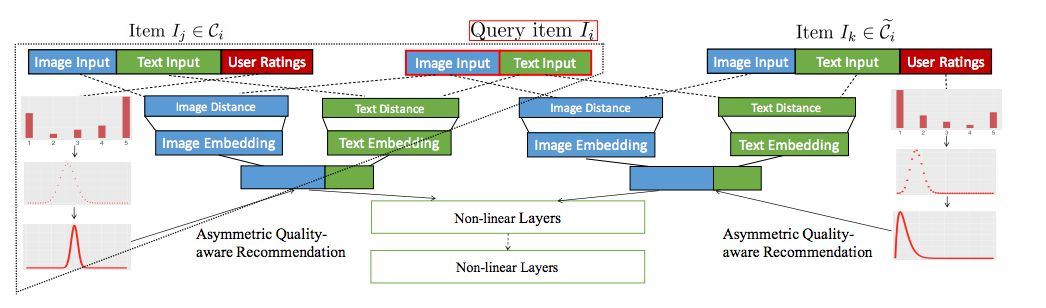 Item I_j ∈ C_i
Query item I_i
Item I_k ∈ C̃_i
Image Input Text Input User Ratings
Image Input Text Input
Image Input Text Input User Ratings
Image Distance
Text Distance
Image Distance
Text Distance
1 2 3 4 5
1 2 3 4 5
Image Embedding
Text Embedding
Image Embedding
Text Embedding
Non-linear Layers
Asymmetric Quality-
aware Recommendation
Asymmetric Quality-
aware Recommendation
Non-linear Layers